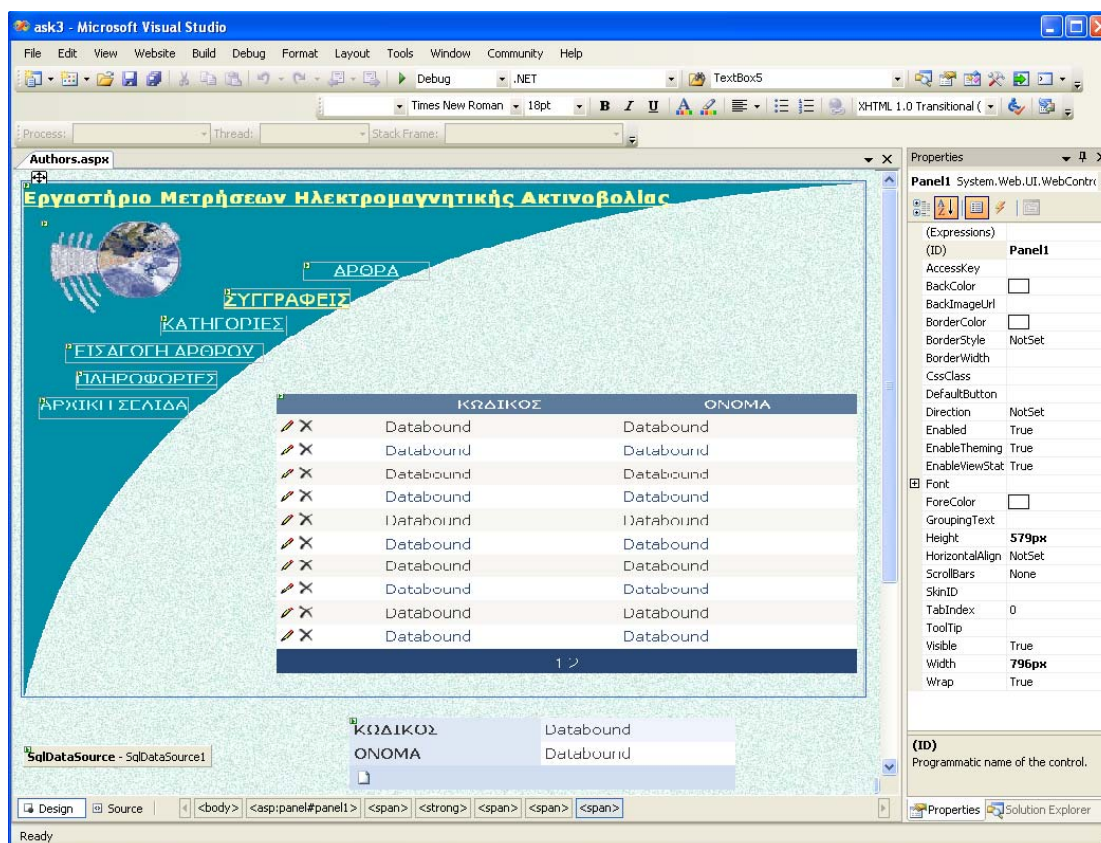 ask3 - Microsoft Visual Studio
File Edit View Website Build Debug Format Layout Tools Window Community Help
Debug .NET TextBox5
Times New Roman 18pt B I U A XHTML 1.0 Transitional (
Process: Thread: Stack Frame:
Authors.aspx
Εργαστήριο Μετρήσεων Ηλεκτρομαγνητικής Ακτινοβολίας
ΑΡΘΡΑ
ΣΥΓΓΡΑΦΕΙΣ
ΚΑΤΗΓΟΡΙΕΣ
ΕΙΣΑΓΩΓΗ ΑΡΘΡΟΥ
ΠΛΗΡΟΦΟΡΙΕΣ
ΑΡΧΙΚΗ ΣΕΛΙΔΑ
ΚΩΔΙΚΟΣ ΟΝΟΜΑ
Databound Databound
Databound Databound
Databound Databound
Databound Databound
Databound Databound
Databound Databound
Databound Databound
Databound Databound
Databound Databound
Databound Databound
1 2
ΚΩΔΙΚΟΣ Databound
ΟΝΟΜΑ Databound
SqlDataSource - SqlDataSource1
Design Source <body> <asp:panel#panel1> <span> <strong> <span> <span> <span>
Ready
Properties
Panel1 System.Web.UI.WebContro
(Expressions)
(ID) Panel1
AccessKey
BackColor
BackImageUrl
BorderColor
BorderStyle NotSet
BorderWidth
CssClass
DefaultButton
Direction NotSet
Enabled True
EnableTheming True
EnableViewStat True
Font
ForeColor
GroupingText
Height 579px
HorizontalAlign NotSet
ScrollBars None
SkinID
TabIndex 0
ToolTip
Visible True
Width 796px
Wrap True
(ID)
Programmatic name of the control.
Properties Solution Explorer